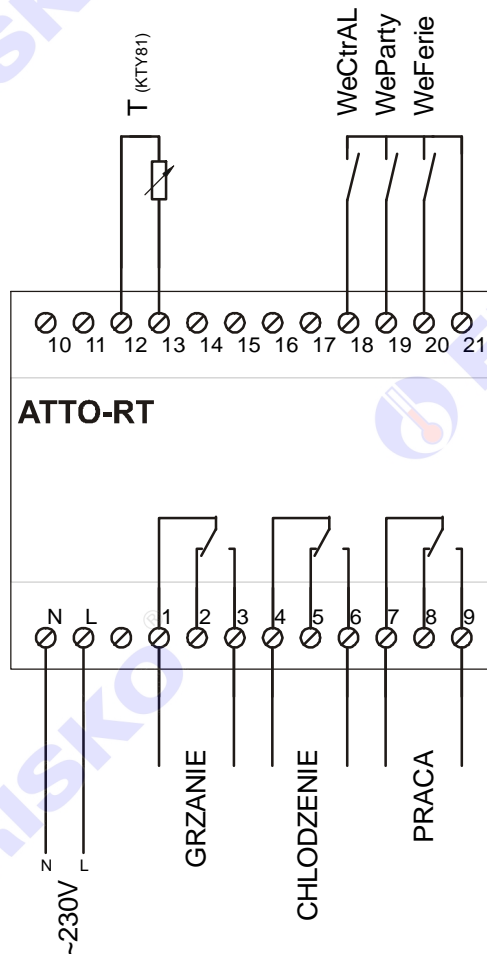 T (KTY81)
WeCtrAL
WeParty
WeFerie
10 11 12 13 14 15 16 17 18 19 20 21
ATTO-RT
N L 1 2 3 4 5 6 7 8 9
GRZANIE
CHLODZENIE
PRACA
N L
~230V
®
RISKO